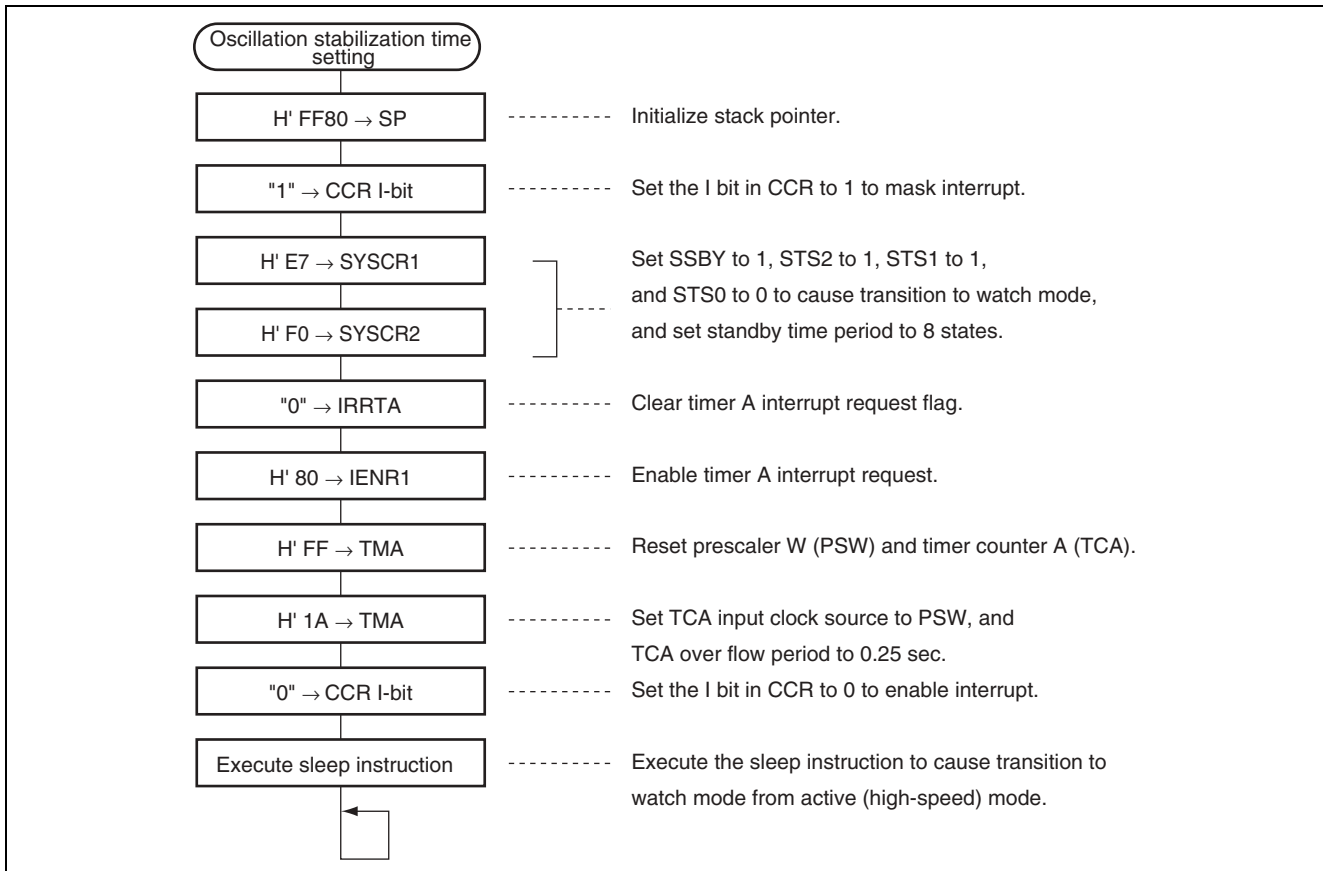 Oscillation stabilization time
setting
H' FF80 → SP
Initialize stack pointer.
"1" → CCR I-bit
Set the I bit in CCR to 1 to mask interrupt.
H' E7 → SYSCR1
H' F0 → SYSCR2
Set SSBY to 1, STS2 to 1, STS1 to 1,
and STS0 to 0 to cause transition to watch mode,
and set standby time period to 8 states.
"0" → IRRTA
Clear timer A interrupt request flag.
H' 80 → IENR1
Enable timer A interrupt request.
H' FF → TMA
Reset prescaler W (PSW) and timer counter A (TCA).
H' 1A → TMA
Set TCA input clock source to PSW, and
TCA over flow period to 0.25 sec.
"0" → CCR I-bit
Set the I bit in CCR to 0 to enable interrupt.
Execute sleep instruction
Execute the sleep instruction to cause transition to
watch mode from active (high-speed) mode.